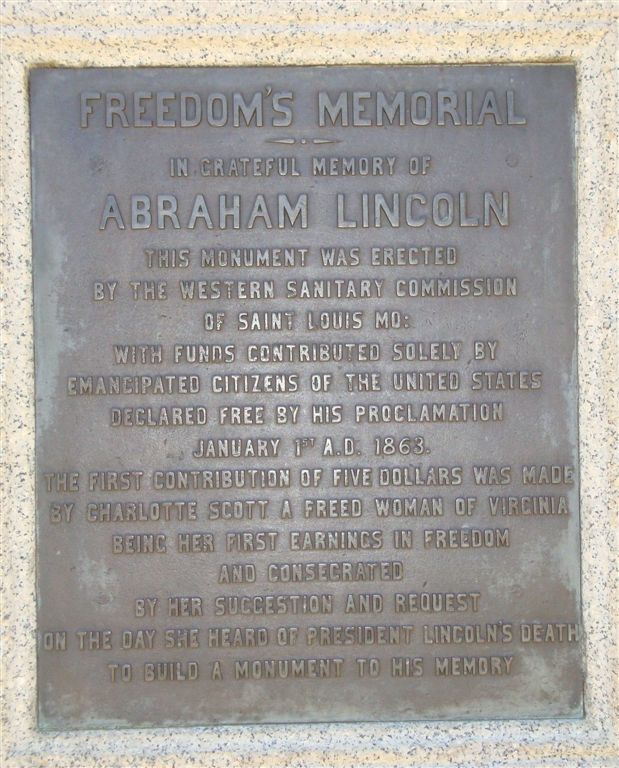 FREEDOM'S MEMORIAL
IN GRATEFUL MEMORY OF
ABRAHAM LINCOLN
THIS MONUMENT WAS ERECTED
BY THE WESTERN SANITARY COMMISSION
OF SAINT LOUIS MO:
WITH FUNDS CONTRIBUTED SOLELY BY
EMANCIPATED CITIZENS OF THE UNITED STATES
DECLARED FREE BY HIS PROCLAMATION
JANUARY 1ST A.D. 1863.
THE FIRST CONTRIBUTION OF FIVE DOLLARS WAS MADE
BY CHARLOTTE SCOTT A FREED WOMAN OF VIRGINIA
BEING HER FIRST EARNINGS IN FREEDOM
AND CONSECRATED
BY HER SUGGESTION AND REQUEST
ON THE DAY SHE HEARD OF PRESIDENT LINCOLN'S DEATH
TO BUILD A MONUMENT TO HIS MEMORY